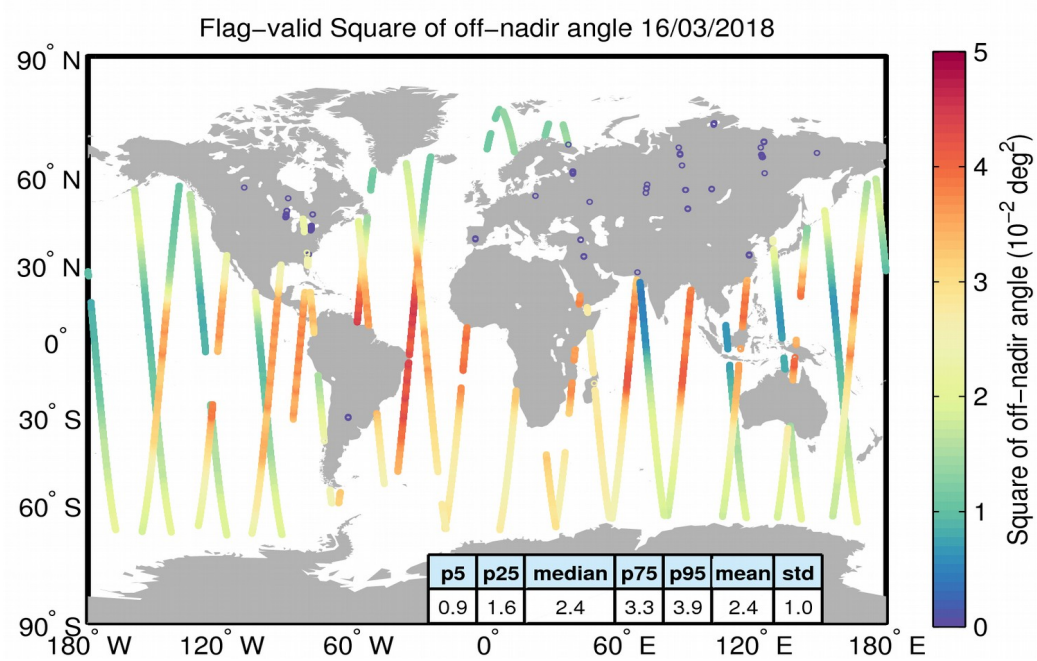 Flag−valid Square of off−nadir angle 16/03/2018
90° N
60° N
30° N
0°
30° S
60° S
90° S
180° W
120° W
60° W
0°
60° E
120° E
180° E
p5 p25 median p75 p95 mean std
0.9 1.6 2.4 3.3 3.9 2.4 1.0
5
4
3
2
1
0
Square of off−nadir angle (10⁻² deg²)